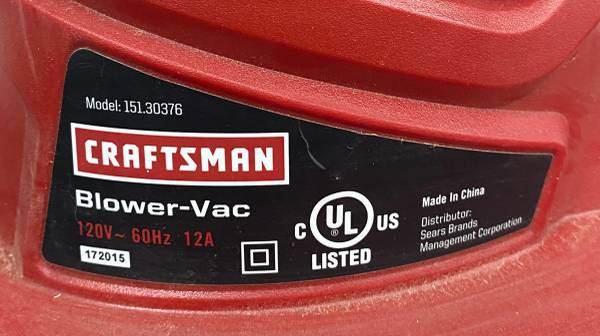 Model: 151.30376
CRAFTSMAN
Blower-Vac
120V~ 60Hz 12A
172015
C UL US
®
LISTED
Made In China
Distributor:
Sears Brands
Management Corporation